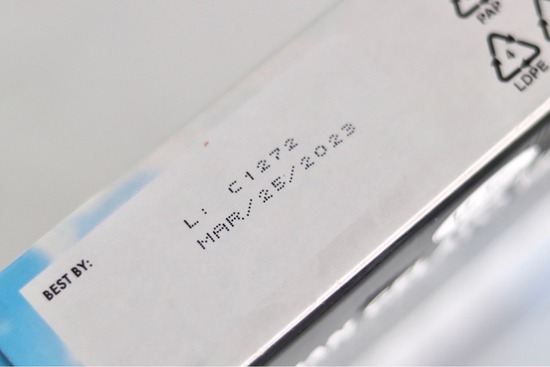 PAP
4
LDPE
L: C1272
MAR/25/2023
BEST BY: